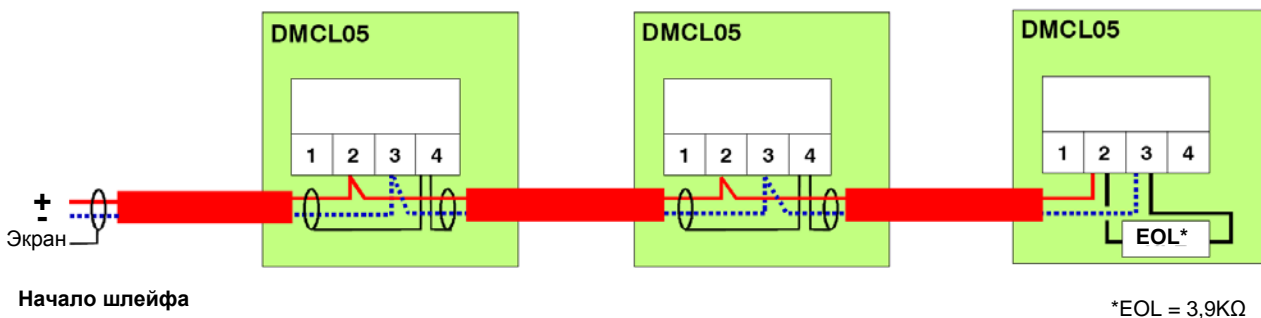 DMCL05 DMCL05 DMCL05
1 2 3 4 1 2 3 4 1 2 3 4
+
-
Экран
EOL*
Начало шлейфа
*EOL = 3,9KΩ